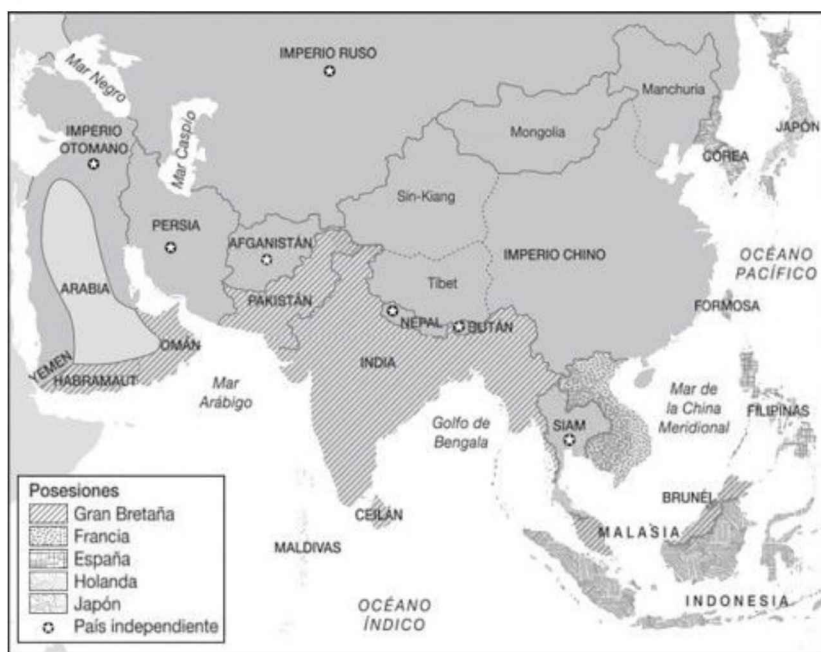 IMPERIO RUSO
Mar Negro
Manchuria
Mongolia
JAPÓN
IMPERIO
OTOMANO
Mar Caspio
COREA
Sin-Kiang
PERSIA
AFGANISTÁN
IMPERIO CHINO
OCÉANO
PACÍFICO
Tíbet
ARABIA
PAKISTÁN
NEPAL
BUTÁN
FORMOSA
OMÁN
YEMEN
HABRAMAUT
INDIA
Mar
Arábigo
Golfo de
Bengala
SIAM
Mar de
la China
Meridional
FILIPINAS
Posesiones
Gran Bretaña
Francia
España
Holanda
Japón
País independiente
CEILÁN
MALDIVAS
BRUNÉI
MALASIA
INDONESIA
OCÉANO
ÍNDICO